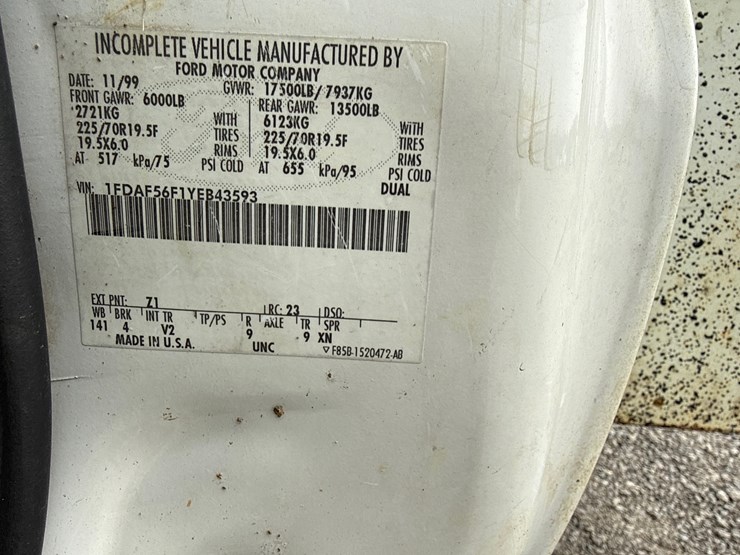 INCOMPLETE VEHICLE MANUFACTURED BY
FORD MOTOR COMPANY
DATE: 11/99 GVWR: 17500LB/ 7937KG
FRONT GAWR: 6000LB REAR GAWR: 13500LB
2721KG WITH 6123KG WITH
225/70R19.5F TIRES 225/70R19.5F TIRES
19.5X6.0 RIMS 19.5X6.0 RIMS
AT 517 kPa/75 PSI COLD AT 655 kPa/95 PSI COLD
DUAL
VIN: 1FDAF56F1YEB43593
EXT PNT: Z1 RC: 23 DSO:
WB BRK INT TR TP/PS R AXLE TR SPR
141 4 V2 9 9 XN
MADE IN U.S.A. UNC
▽ F85B-1520472-AB